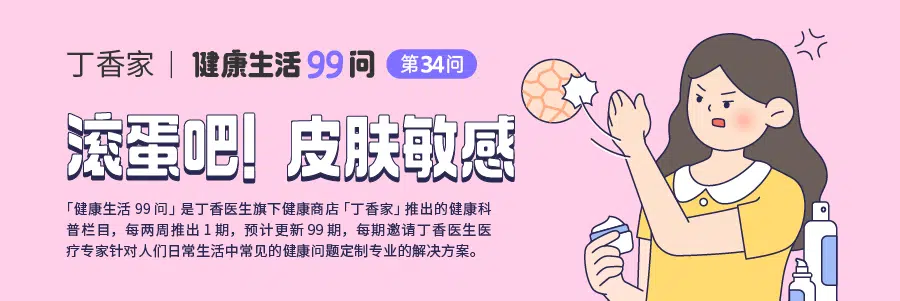 丁香家｜健康生活99问 第34问
滚蛋吧！皮肤敏感
「健康生活 99 问」是丁香医生旗下健康商店「丁香家」推出的健康科
普栏目，每两周推出 1 期，预计更新 99 期，每期邀请丁香医生医
疗专家针对人们日常生活中常见的健康问题定制专业的解决方案。